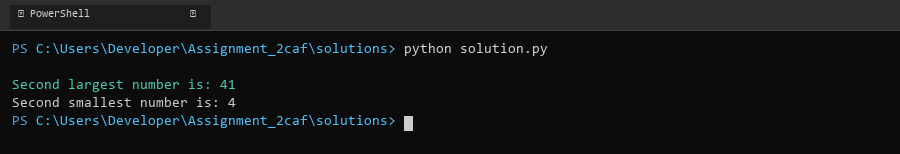 PowerShell
PS C:\Users\Developer\Assignment_2caf\solutions> python solution.py
Second largest number is: 41
Second smallest number is: 4
PS C:\Users\Developer\Assignment_2caf\solutions>